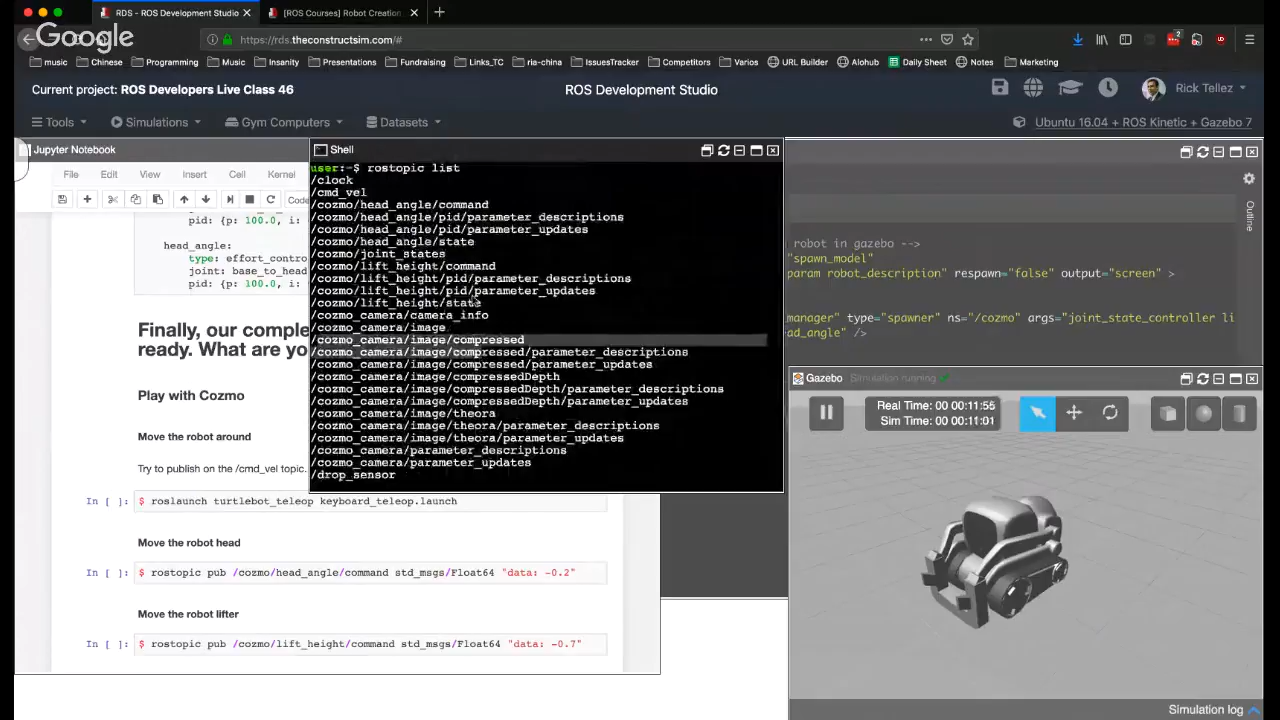 RDS - ROS Development Studio
[ROS Courses] Robot Creation
Google
https://rds.theconstructsim.com/#
music
Chinese
Programming
Music
Insanity
Presentations
Fundraising
Links_TC
ria-china
IssuesTracker
Competitors
Varios
URL Builder
Alohub
Daily Sheet
Notes
Marketing
Current project: ROS Developers Live Class 46
ROS Development Studio
Rick Tellez
Tools
Simulations
Gym Computers
Datasets
Ubuntu 16.04 + ROS Kinetic + Gazebo 7
Jupyter Notebook
File Edit View Insert Cell Kernel
Code
pid: {p: 100.0, i:
head_angle:
type: effort_contro
joint: base_to_head
pid: {p: 100.0, i:
Finally, our comple
ready. What are yo
Play with Cozmo
Move the robot around
Try to publish on the /cmd_vel topic.
In [ ]: $ roslaunch turtlebot_teleop keyboard_teleop.launch
Move the robot head
In [ ]: $ rostopic pub /cozmo/head_angle/command std_msgs/Float64 "data: -0.2"
Move the robot lifter
In [ ]: $ rostopic pub /cozmo/lift_height/command std_msgs/Float64 "data: -0.7"
Shell
user:~$ rostopic list
/clock
/cmd_vel
/cozmo/head_angle/command
/cozmo/head_angle/pid/parameter_descriptions
/cozmo/head_angle/pid/parameter_updates
/cozmo/head_angle/state
/cozmo/joint_states
/cozmo/lift_height/command
/cozmo/lift_height/pid/parameter_descriptions
/cozmo/lift_height/pid/parameter_updates
/cozmo/lift_height/state
/cozmo_camera/camera_info
/cozmo_camera/image
/cozmo_camera/image/compressed
/cozmo_camera/image/compressed/parameter_descriptions
/cozmo_camera/image/compressed/parameter_updates
/cozmo_camera/image/compressedDepth
/cozmo_camera/image/compressedDepth/parameter_descriptions
/cozmo_camera/image/compressedDepth/parameter_updates
/cozmo_camera/image/theora
/cozmo_camera/image/theora/parameter_descriptions
/cozmo_camera/image/theora/parameter_updates
/cozmo_camera/parameter_descriptions
/cozmo_camera/parameter_updates
/drop_sensor
Outline
robot in gazebo -->
"spawn_model"
param robot_description" respawn="false" output="screen" >
manager" type="spawner" ns="/cozmo" args="joint_state_controller li
ad_angle" />
Gazebo Simulation running
Real Time: 00 00:11:55
Sim Time: 00 00:11:01
Simulation log